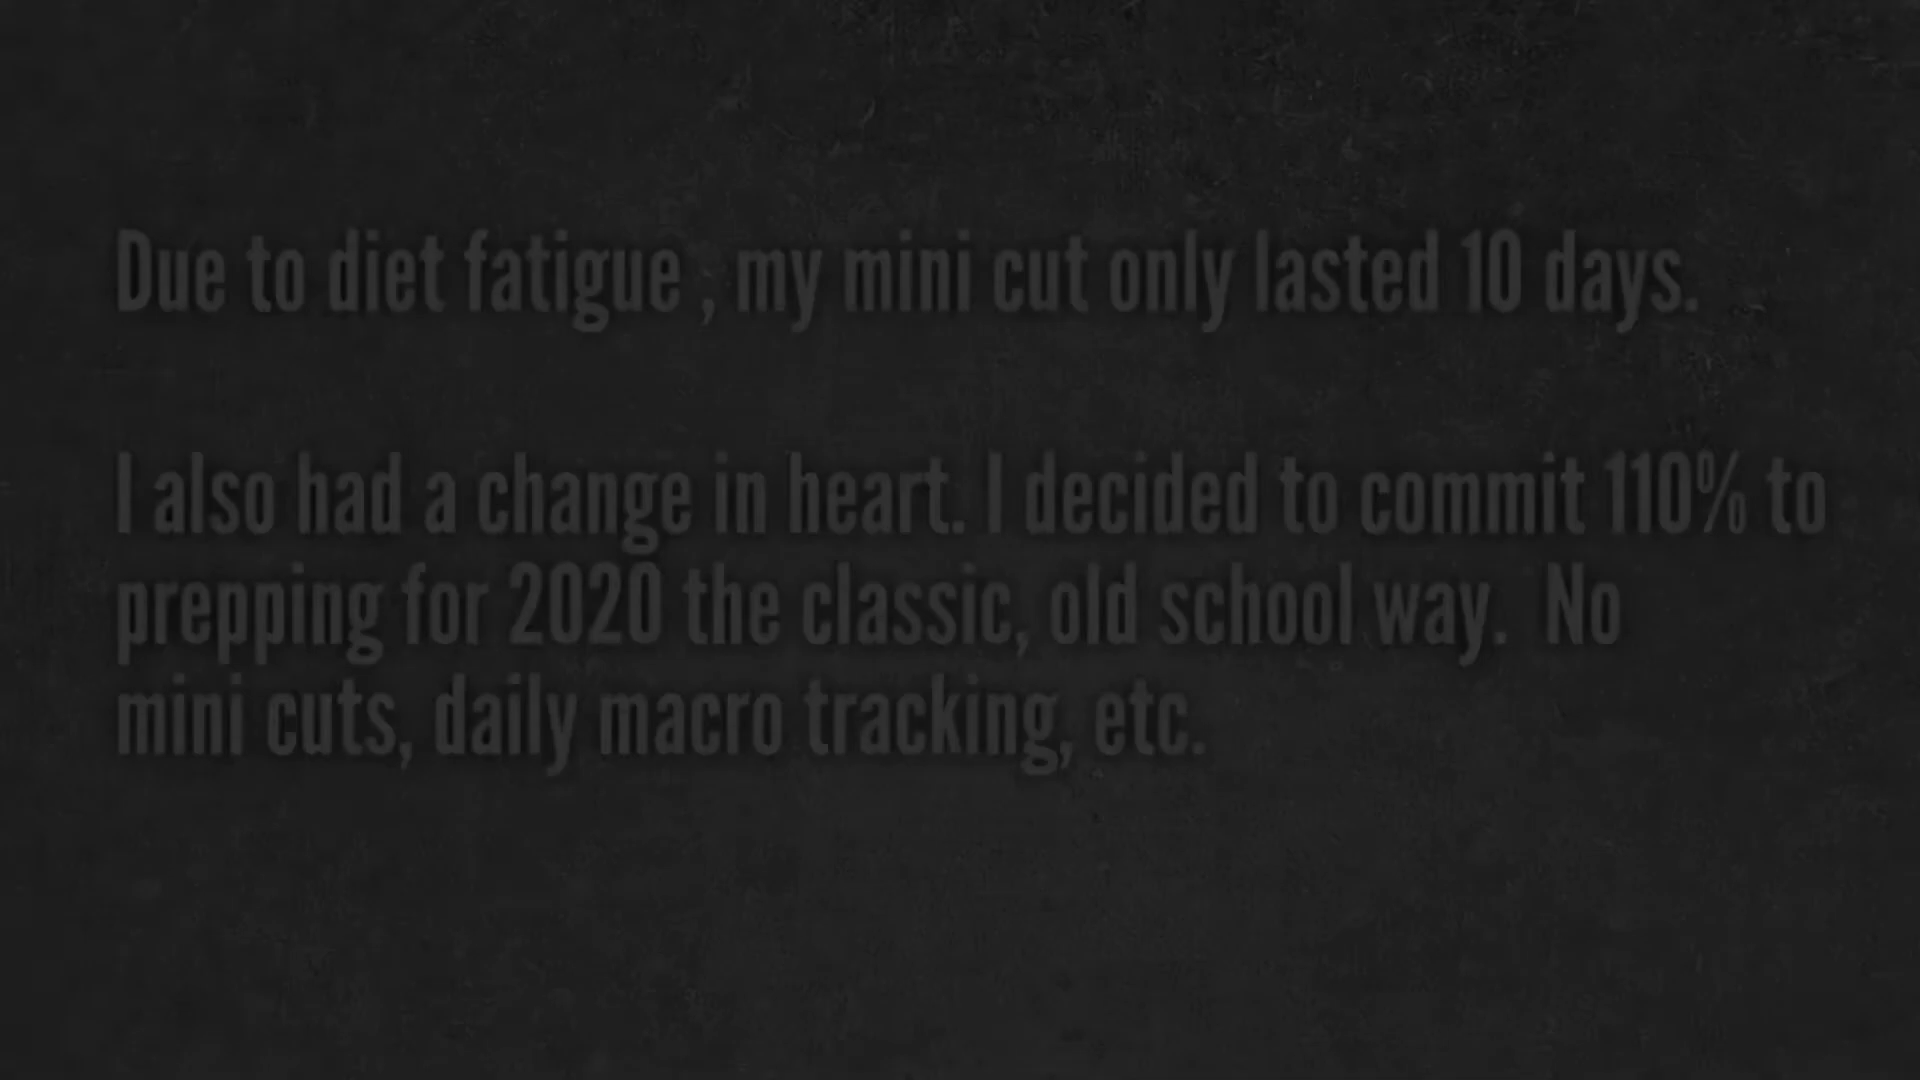 Due to diet fatigue , my mini cut only lasted 10 days.
I also had a change in heart. I decided to commit 110% to
prepping for 2020 the classic, old school way.  No
mini cuts, daily macro tracking, etc.